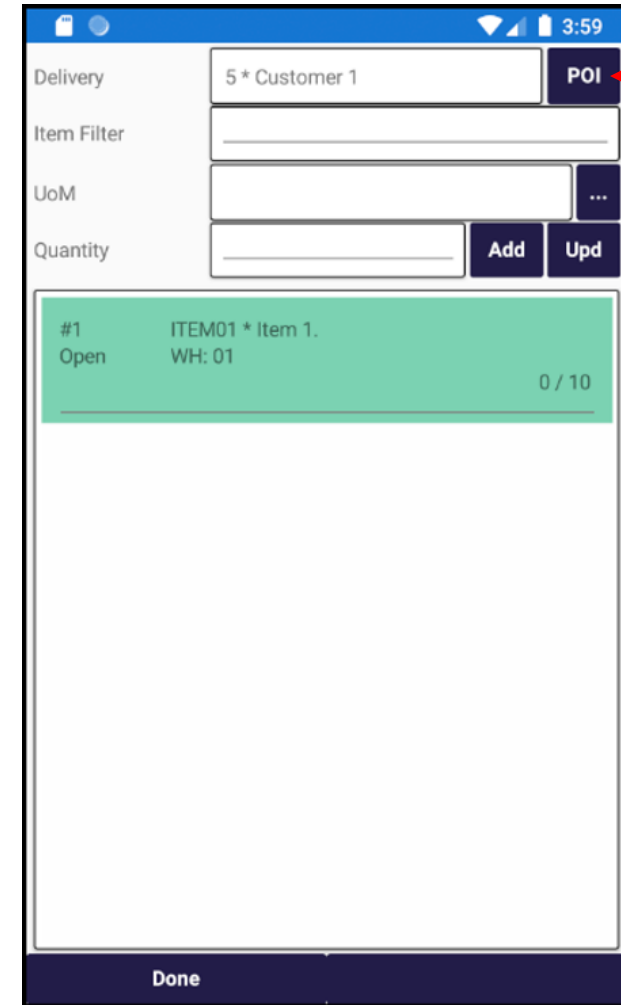 3:59
Delivery 5 * Customer 1 POI
Item Filter
UoM ...
Quantity Add Upd
#1 ITEM01 * Item 1.
Open WH: 01
0 / 10
Done